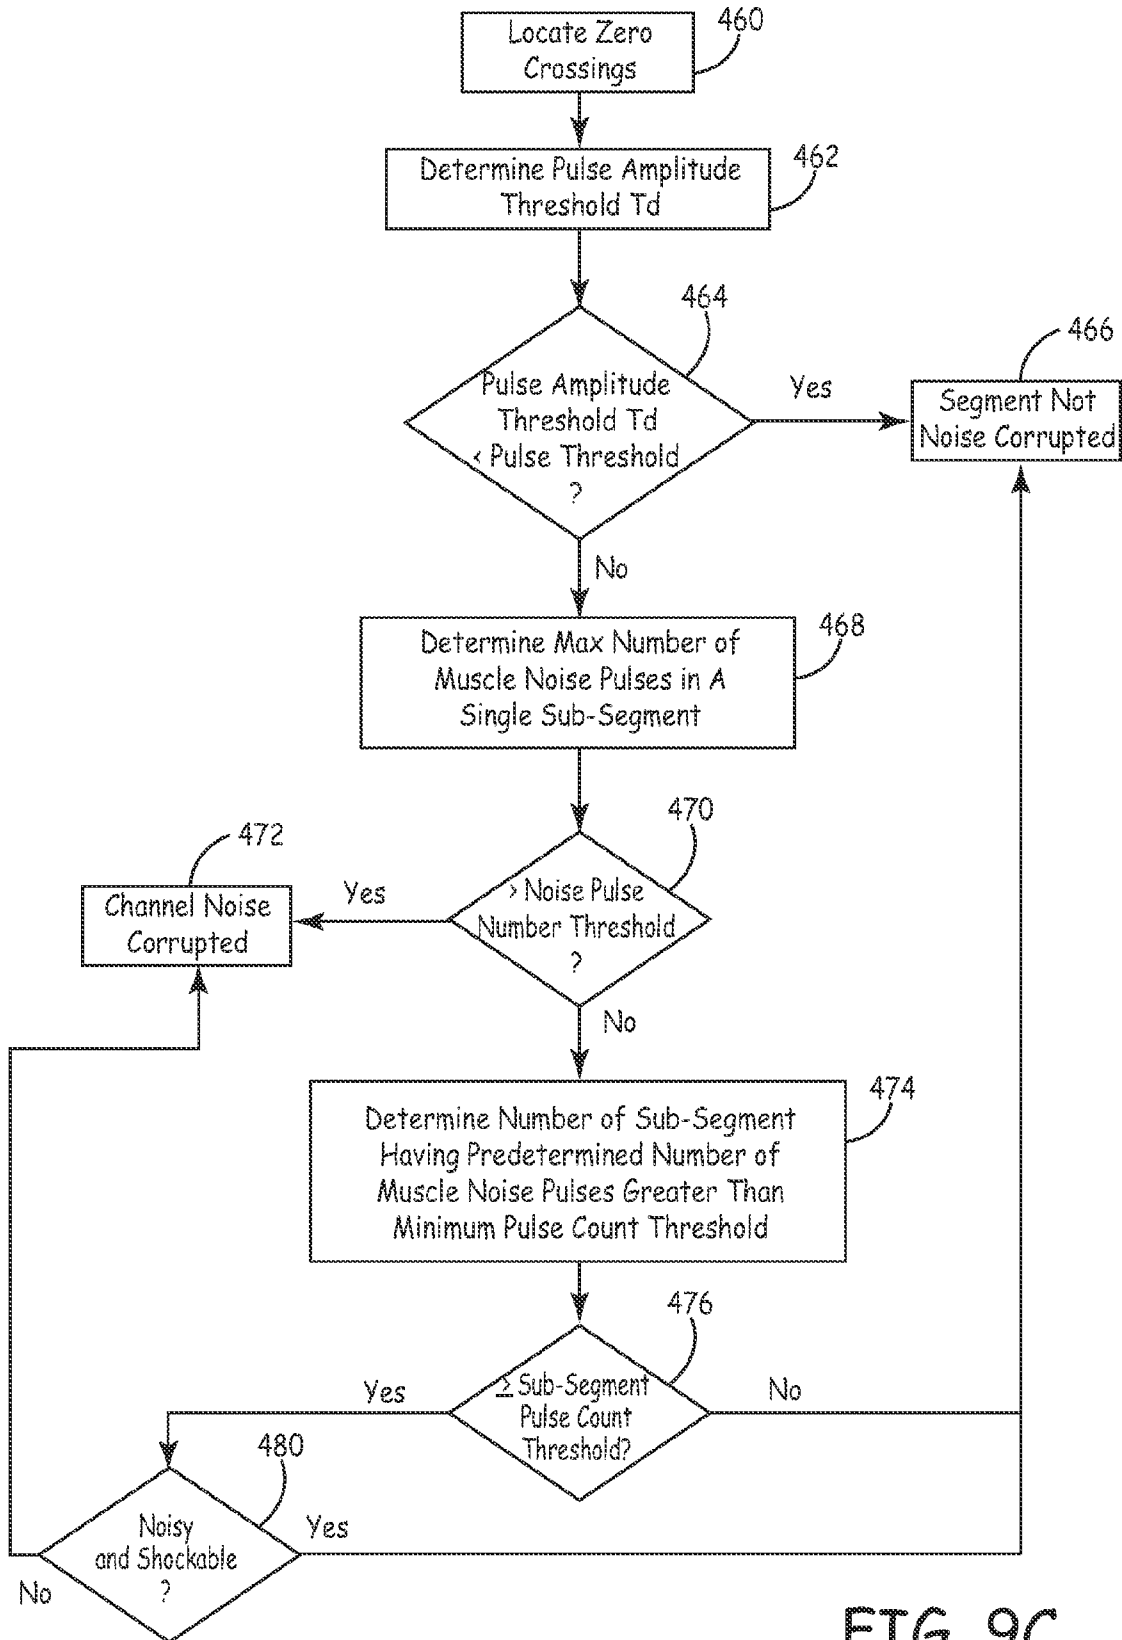 460
Locate Zero
Crossings
462
Determine Pulse Amplitude
Threshold Td
464
Pulse Amplitude
Threshold Td
< Pulse Threshold
?
Yes
466
Segment Not
Noise Corrupted
No
468
Determine Max Number of
Muscle Noise Pulses in A
Single Sub-Segment
470
> Noise Pulse
Number Threshold
?
Yes
472
Channel Noise
Corrupted
No
474
Determine Number of Sub-Segment
Having Predetermined Number of
Muscle Noise Pulses Greater Than
Minimum Pulse Count Threshold
476
≥ Sub-Segment
Pulse Count
Threshold?
Yes
No
480
Noisy
and Shockable
?
Yes
No
FIG. 9C